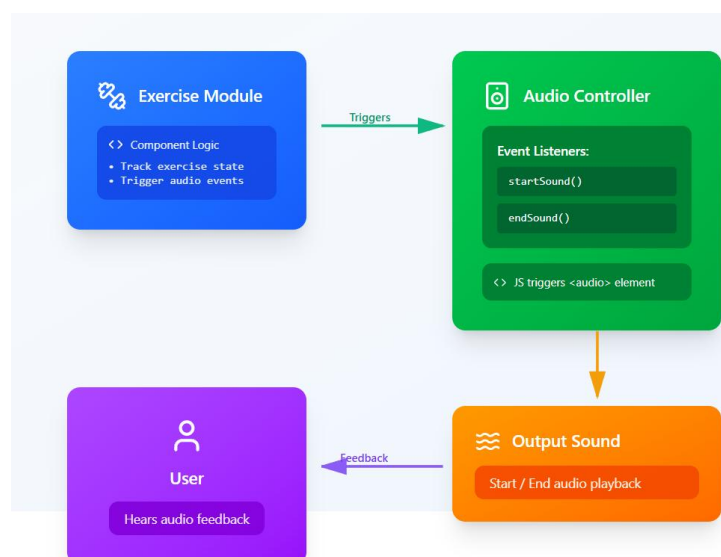 Exercise Module
<> Component Logic
• Track exercise state
• Trigger audio events
Triggers
Audio Controller
Event Listeners:
startSound()
endSound()
<> JS triggers <audio> element
User
Hears audio feedback
Feedback
Output Sound
Start / End audio playback